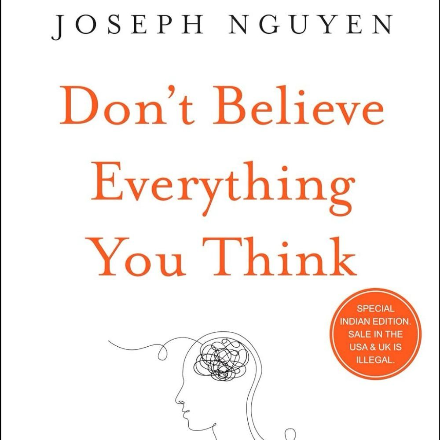 JOSEPH NGUYEN
Don't Believe
Everything
You Think
SPECIAL
INDIAN EDITION.
SALE IN THE
USA & UK IS
ILLEGAL.